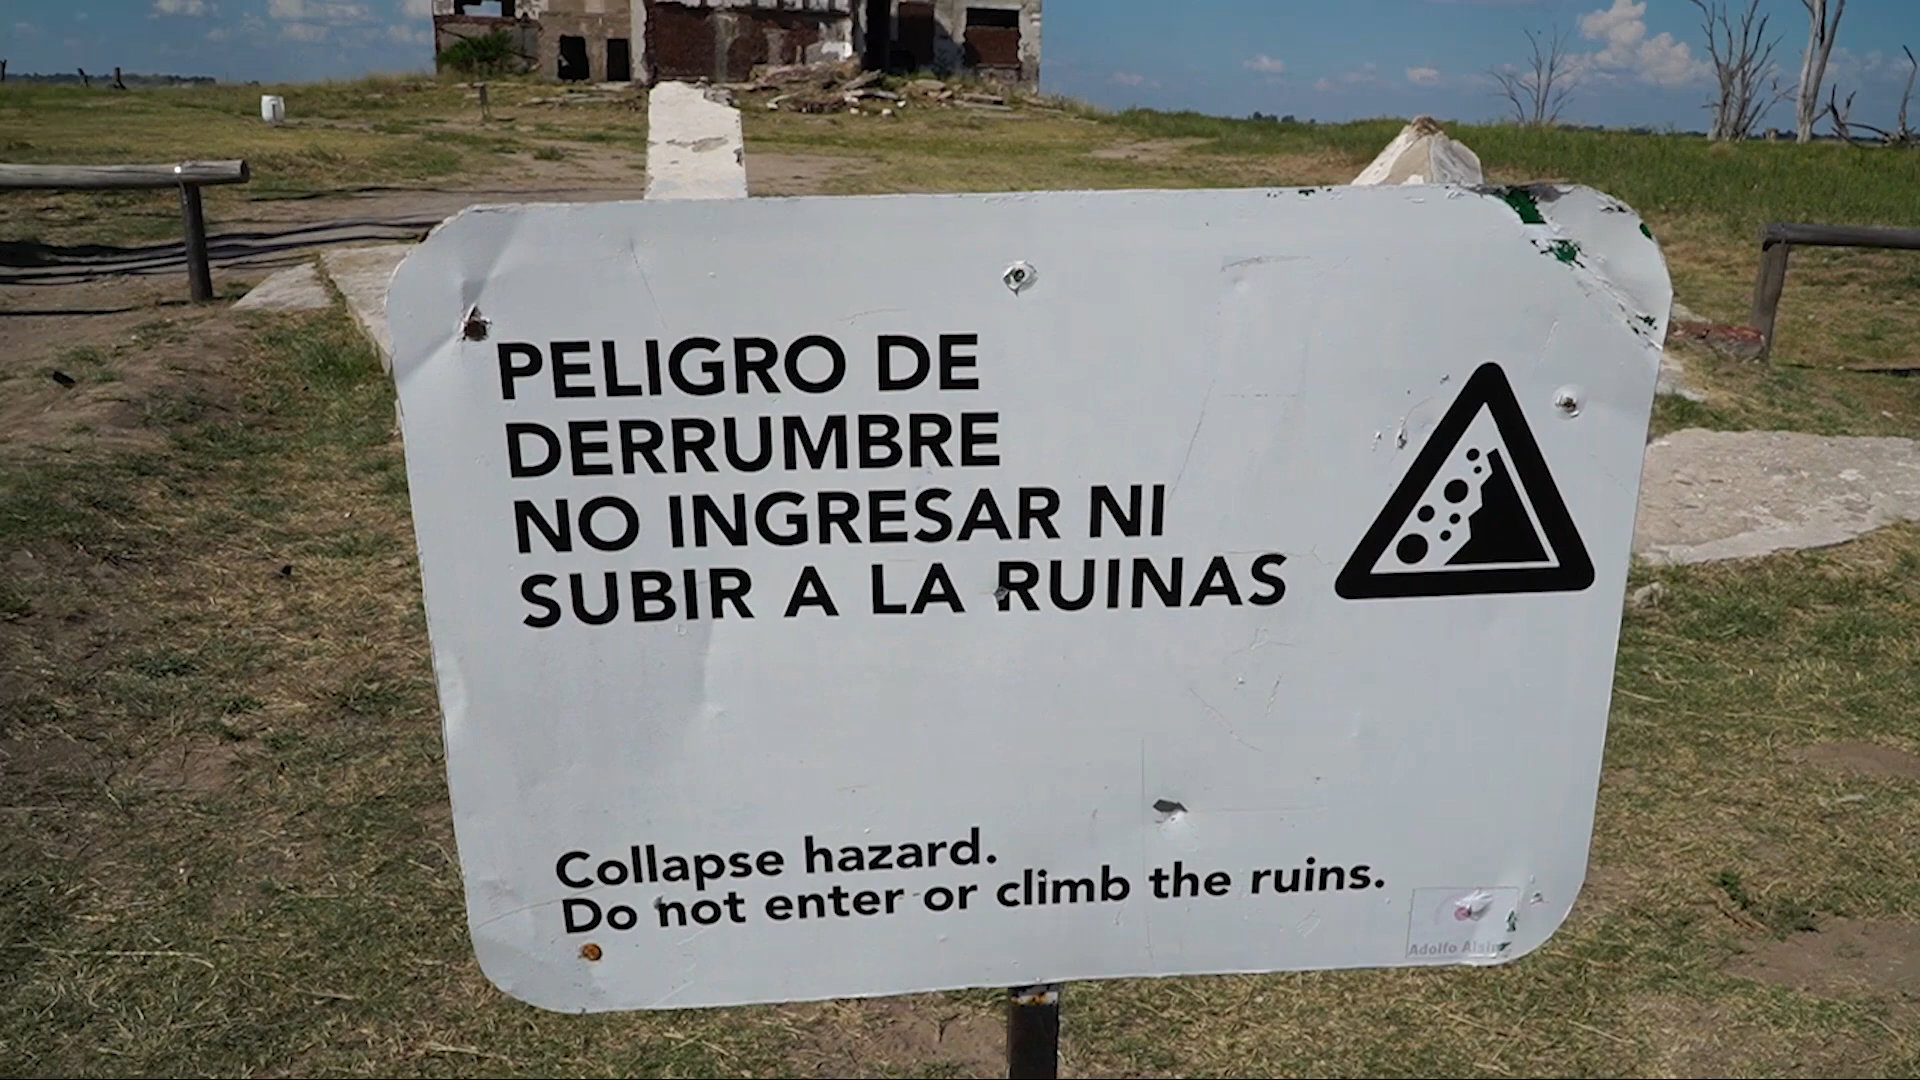 PELIGRO DE
DERRUMBRE
NO INGRESAR NI
SUBIR A LA RUINAS
Collapse hazard.
Do not enter or climb the ruins.
Adolfo